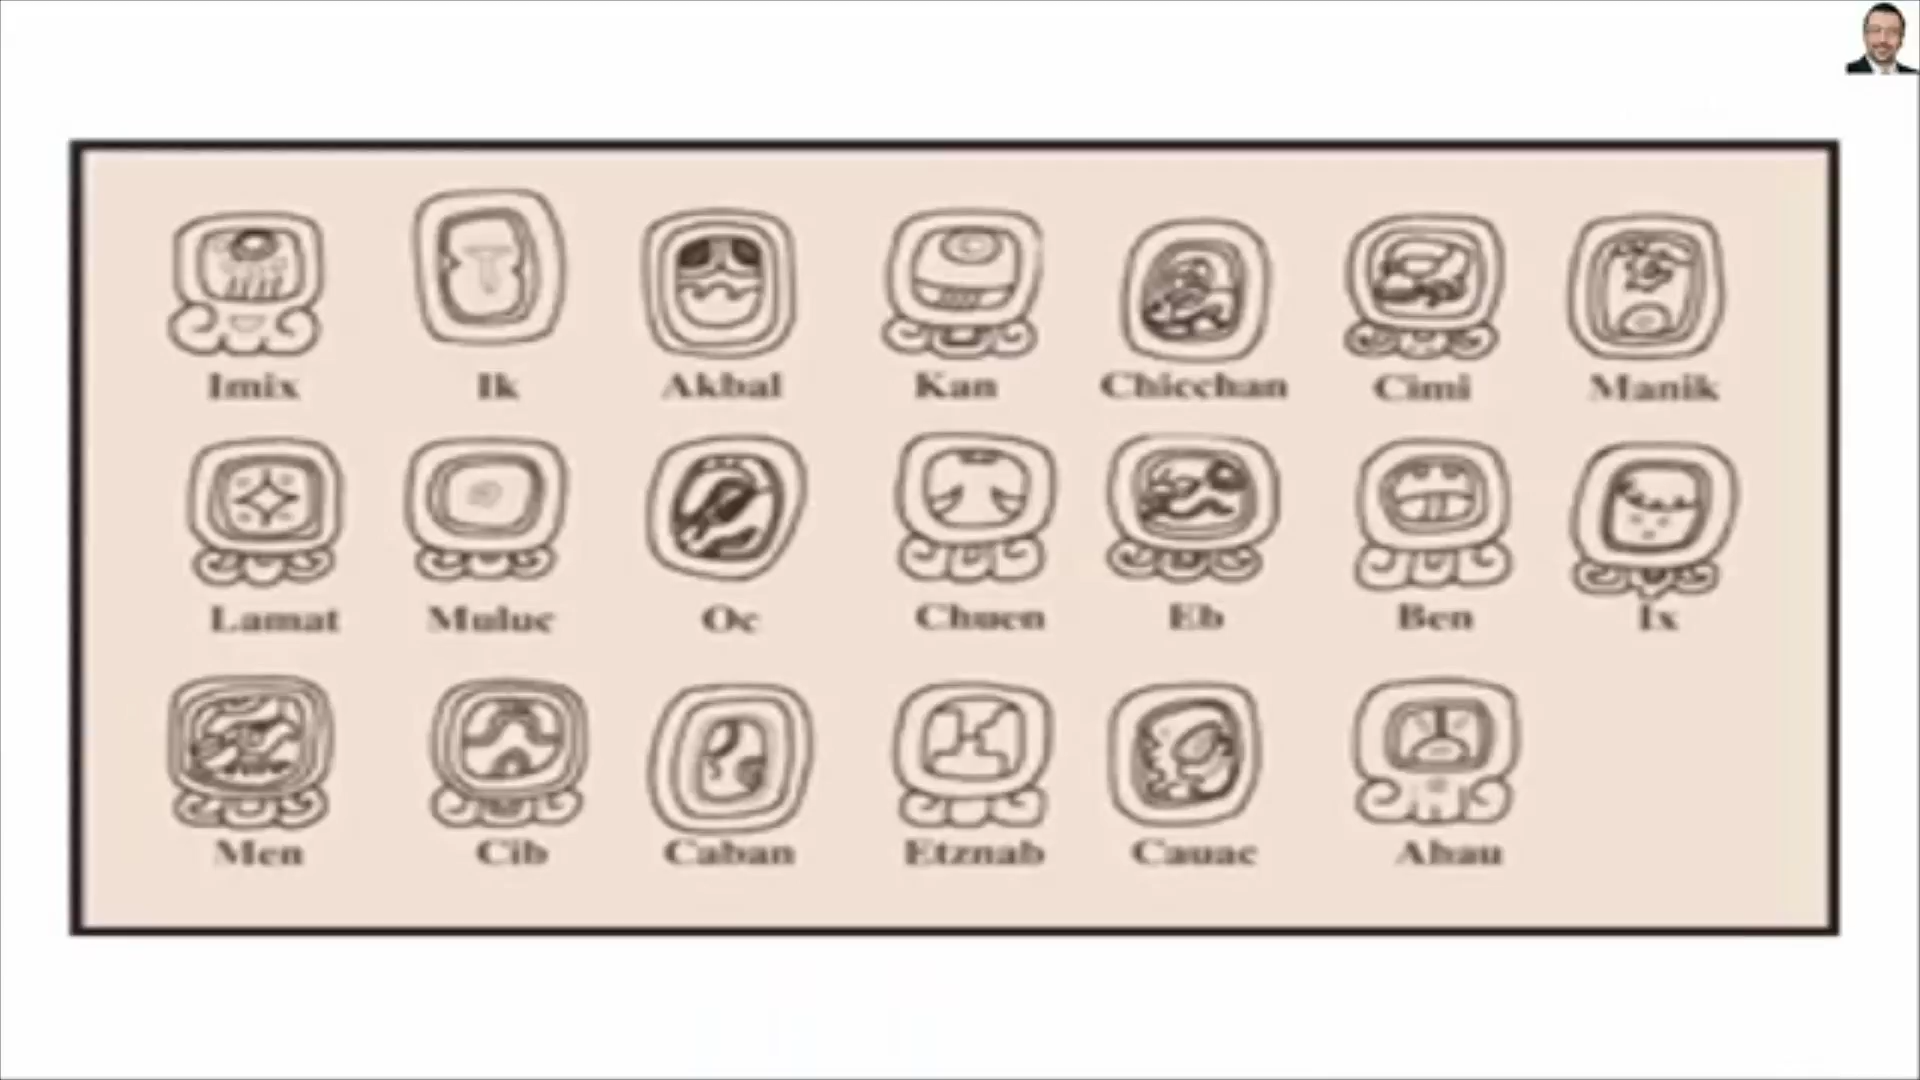 Imix Ik Akbal Kan Chicchan Cimi Manik
Lamat Muluc Oc Chuen Eb Ben Ix
Men Cib Caban Etznab Cauac Ahau